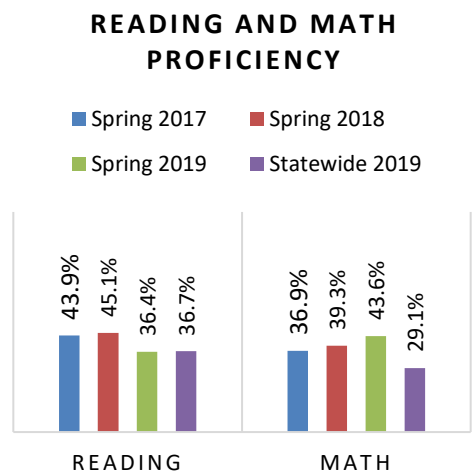 READING AND MATH
PROFICIENCY
Spring 2017 Spring 2018
Spring 2019 Statewide 2019
43.9% 45.1% 36.4% 36.7% 36.9% 39.3% 43.6% 29.1%
READING MATH